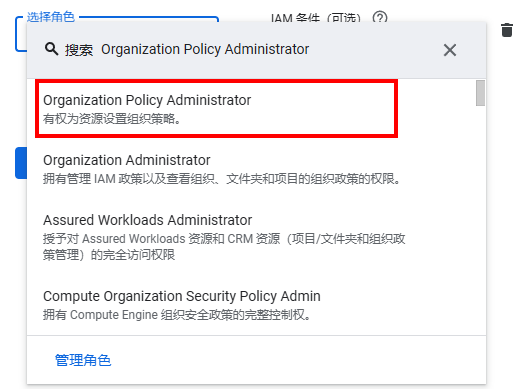 选择角色
IAM 条件（可选）
搜索 Organization Policy Administrator
Organization Policy Administrator
有权为资源设置组织策略。
Organization Administrator
拥有管理 IAM 政策以及查看组织、文件夹和项目的组织政策的权限。
Assured Workloads Administrator
授予对 Assured Workloads 资源和 CRM 资源（项目/文件夹和组织政
策管理）的完全访问权限
Compute Organization Security Policy Admin
拥有 Compute Engine 组织安全政策的完整控制权。
管理角色